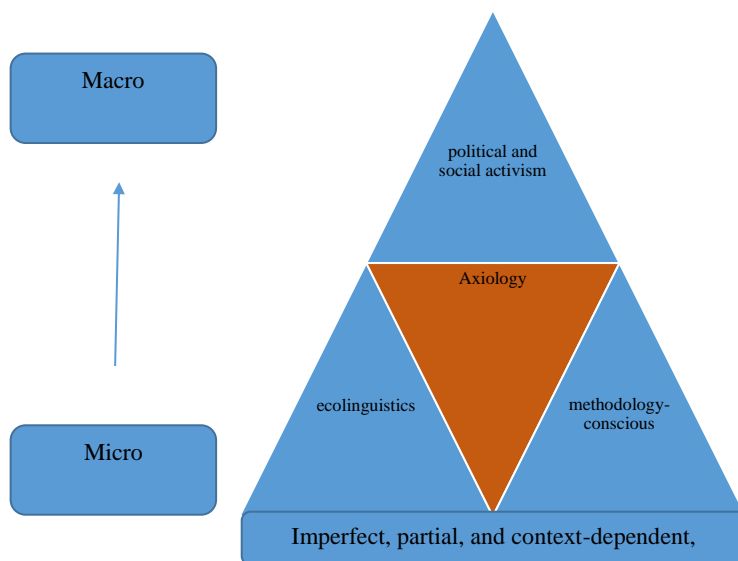 Macro
political and
social activism
Axiology
ecolinguistics
methodology-
conscious
Micro
Imperfect, partial, and context-dependent,